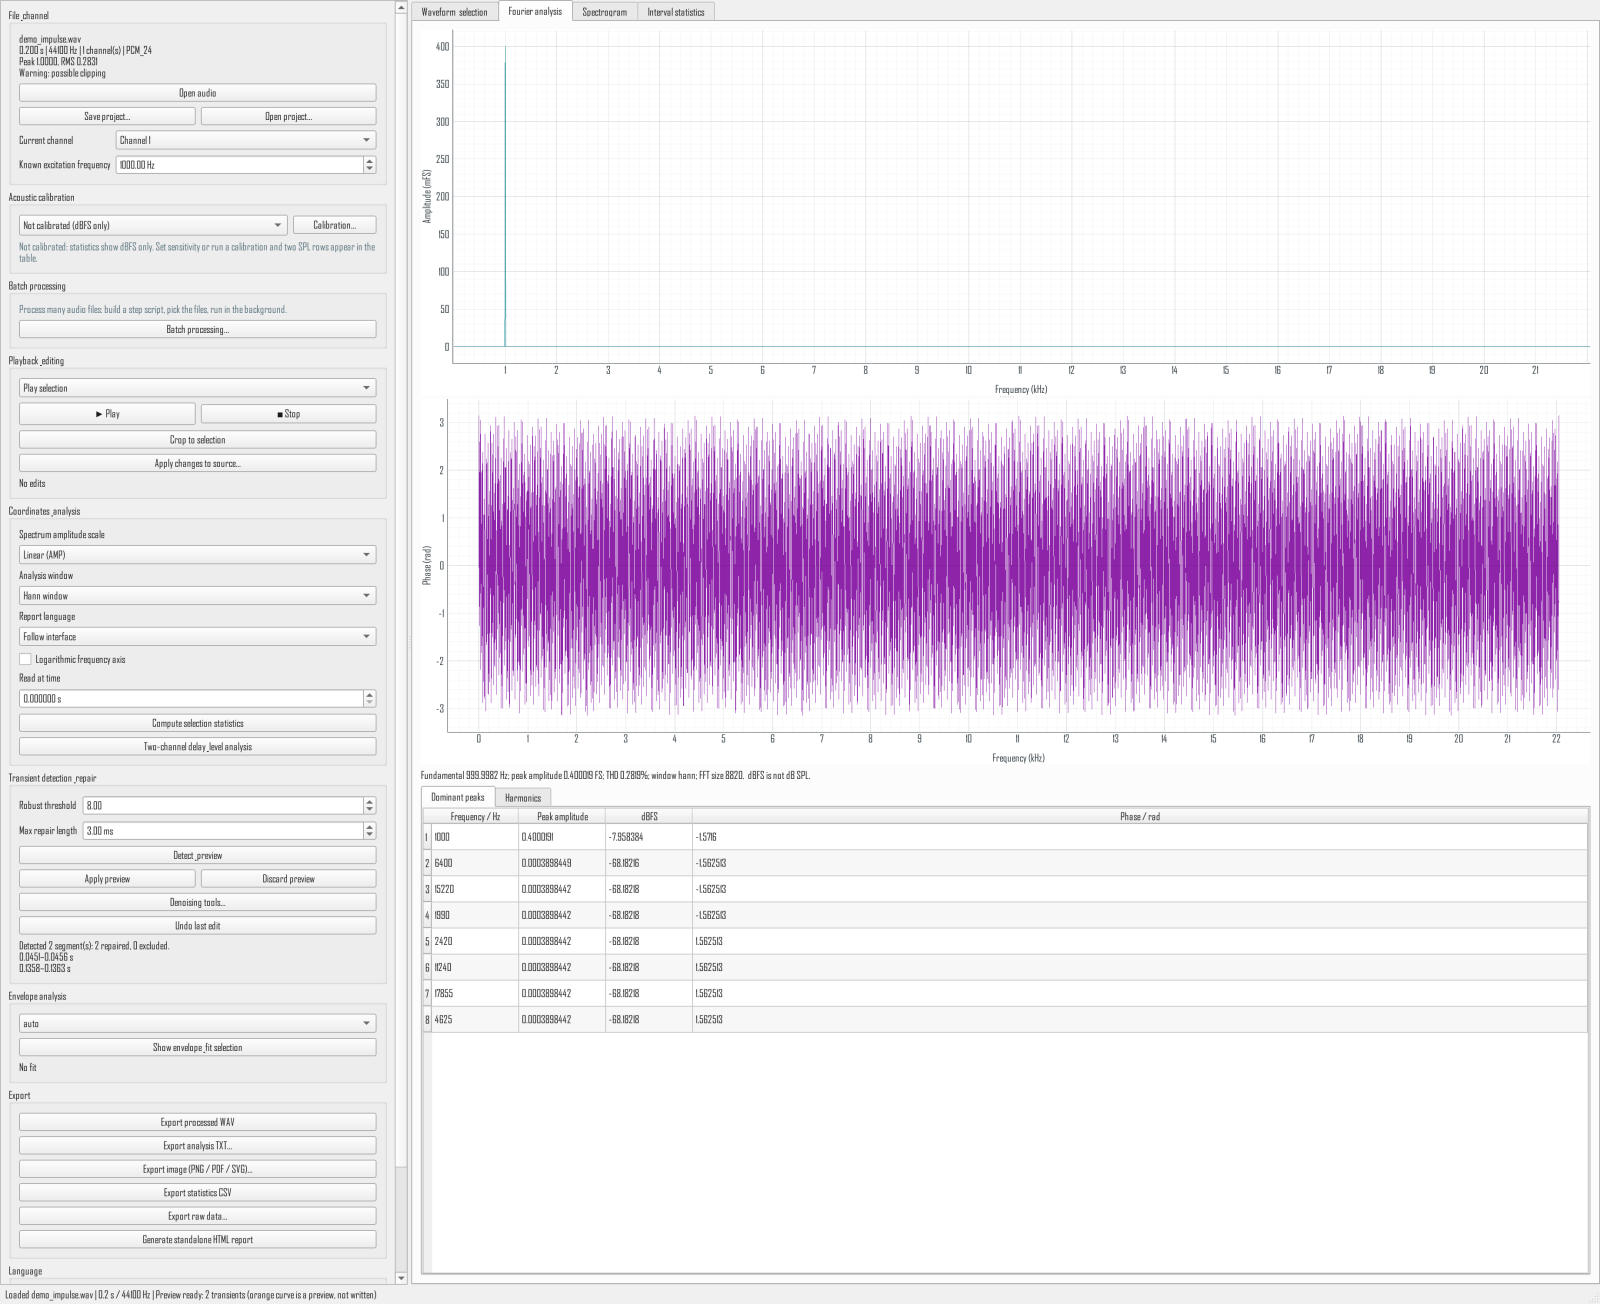 File_channel
demo_impulse.wav
0.200 s | 44100 Hz | 1 channel(s) | PCM_24
Peak 1.0000, RMS 0.2831
Warning: possible clipping
Open audio
Save project...
Open project...
Current channel
Channel 1
Known excitation frequency
1000.00 Hz
Acoustic calibration
Not calibrated (dBFS only)
Calibration...
Not calibrated: statistics show dBFS only. Set sensitivity or run a calibration and two SPL rows appear in the
table.
Batch processing
Process many audio files: build a step script, pick the files, run in the background.
Batch processing...
Playback_editing
Play selection
► Play
■ Stop
Crop to selection
Apply changes to source...
No edits
Coordinates_analysis
Spectrum amplitude scale
Linear (AMP)
Analysis window
Hann window
Report language
Follow interface
Logarithmic frequency axis
Read at time
0.000000 s
Compute selection statistics
Two-channel delay_level analysis
Transient detection_repair
Robust threshold
8.00
Max repair length
3.00 ms
Detect_preview
Apply preview
Discard preview
Denoising tools...
Undo last edit
Detected 2 segment(s): 2 repaired, 0 excluded.
0.0451–0.0456 s
0.1358–0.1363 s
Envelope analysis
auto
Show envelope_fit selection
No fit
Export
Export processed WAV
Export analysis TXT...
Export image (PNG / PDF / SVG)...
Export statistics CSV
Export raw data...
Generate standalone HTML report
Language
Waveform selection
Fourier analysis
Spectrogram
Interval statistics
400
350
300
250
200
150
100
50
0
Amplitude (mFS)
1 2 3 4 5 6 7 8 9 10 11 12 13 14 15 16 17 18 19 20 21
Frequency (kHz)
3
2
1
0
-1
-2
-3
Phase (rad)
0 1 2 3 4 5 6 7 8 9 10 11 12 13 14 15 16 17 18 19 20 21 22
Frequency (kHz)
Fundamental 999.9982 Hz; peak amplitude 0.400019 FS; THD 0.2819%; window hann; FFT size 8820. dBFS is not dB SPL.
Dominant peaks
Harmonics
Frequency / Hz Peak amplitude dBFS Phase / rad
1 1000 0.4000191 -7.958384 -1.5716
2 6400 0.0003898449 -68.18216 -1.562513
3 15220 0.0003898442 -68.18218 -1.562513
4 1990 0.0003898442 -68.18218 -1.562513
5 2420 0.0003898442 -68.18218 1.562513
6 11240 0.0003898442 -68.18218 1.562513
7 17855 0.0003898442 -68.18218 1.562513
8 4625 0.0003898442 -68.18218 1.562513
Loaded demo_impulse.wav | 0.2 s / 44100 Hz | Preview ready: 2 transients (orange curve is a preview, not written)